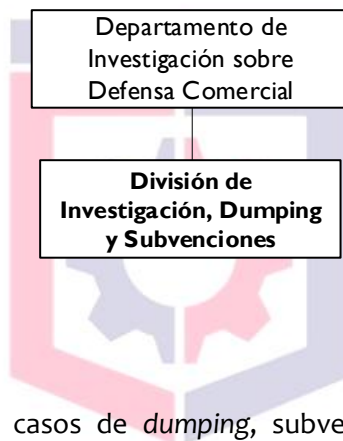 Departamento de
Investigación sobre
Defensa Comercial
División de
Investigación, Dumping
y Subvenciones
casos de dumping, subve